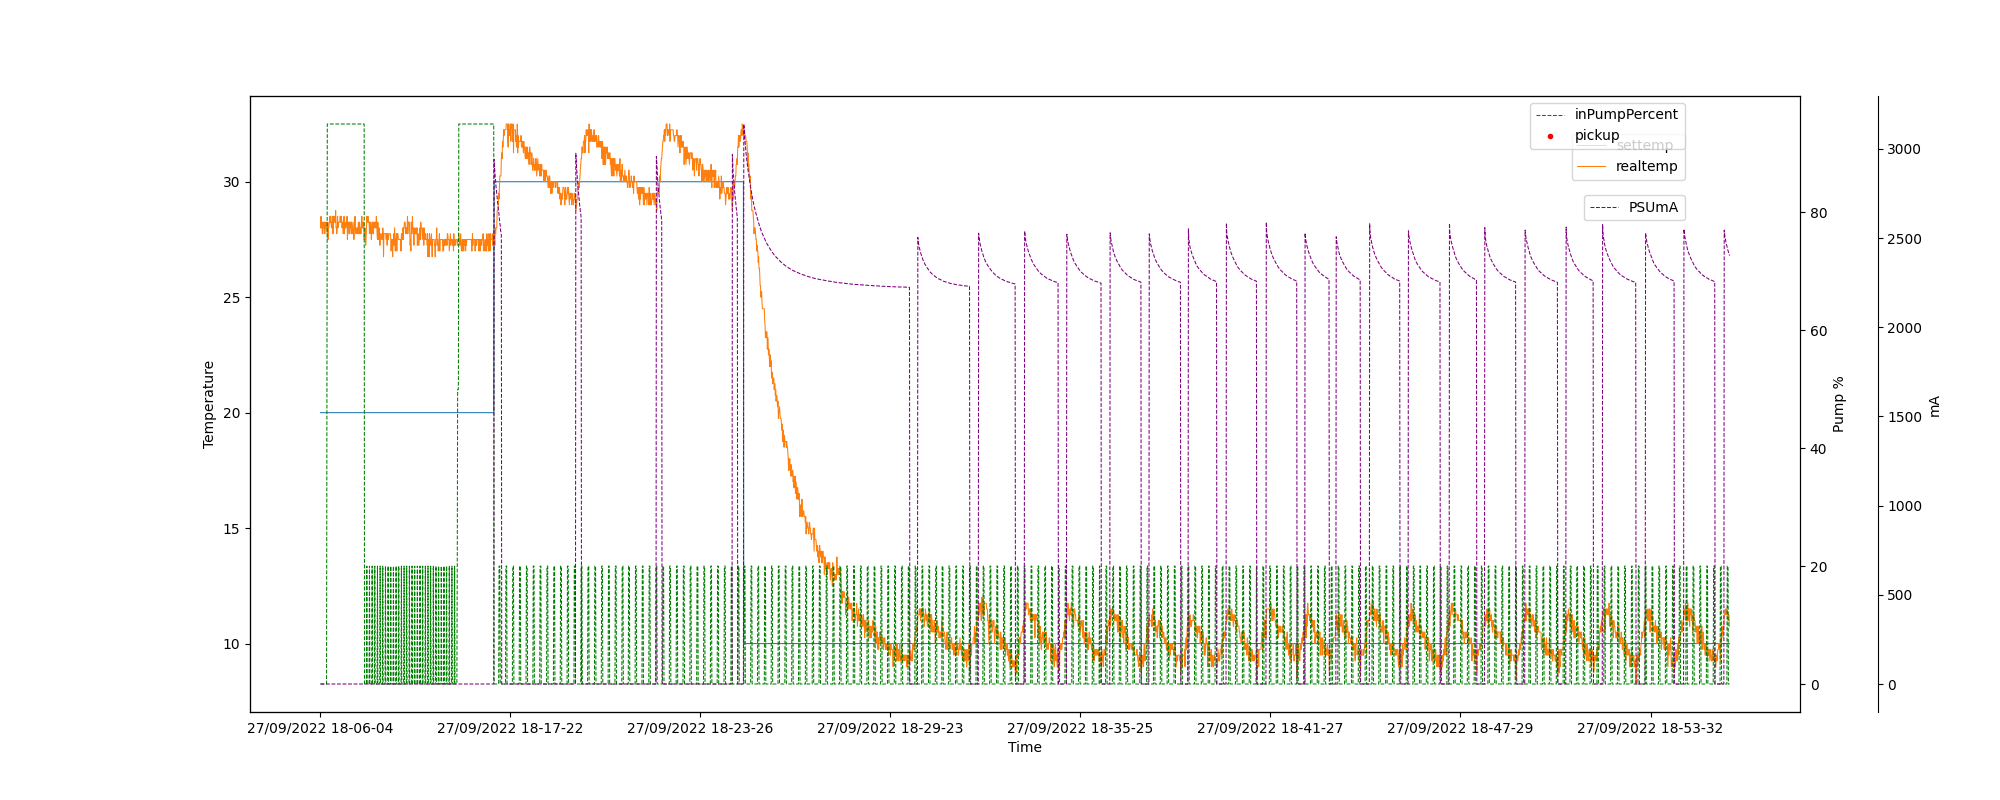 inPumpPercent
pickup
settemp
realtemp
PSUmA
30
25
20
15
10
Temperature
80
60
40
20
0
Pump %
3000
2500
2000
1500
1000
500
0
mA
27/09/2022 18-06-04
27/09/2022 18-17-22
27/09/2022 18-23-26
27/09/2022 18-29-23
27/09/2022 18-35-25
27/09/2022 18-41-27
27/09/2022 18-47-29
27/09/2022 18-53-32
Time